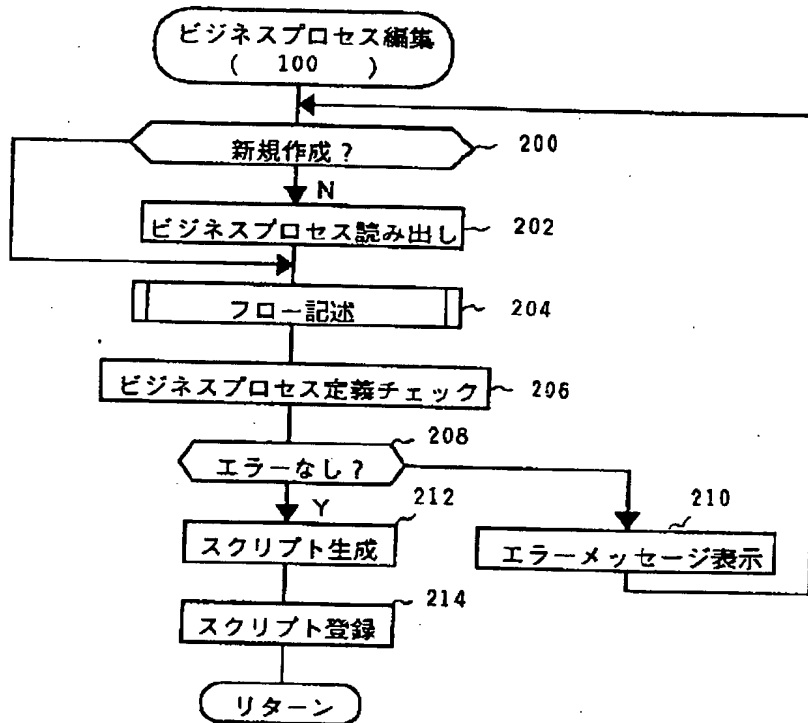 ビジネスプロセス編集
( 100 )
新規作成?
200
N
ビジネスプロセス読み出し
202
フロー記述
204
ビジネスプロセス定義チェック
206
208
エラーなし?
Y
212
スクリプト生成
210
エラーメッセージ表示
214
スクリプト登録
リターン